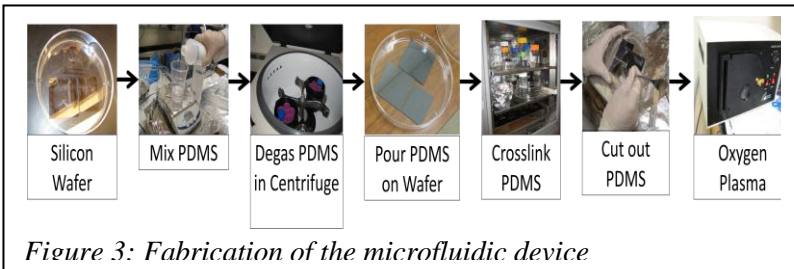 Silicon
Wafer
Mix PDMS
Degas PDMS
in Centrifuge
Pour PDMS
on Wafer
Crosslink
PDMS
Cut out
PDMS
Oxygen
Plasma
Figure 3: Fabrication of the microfluidic device